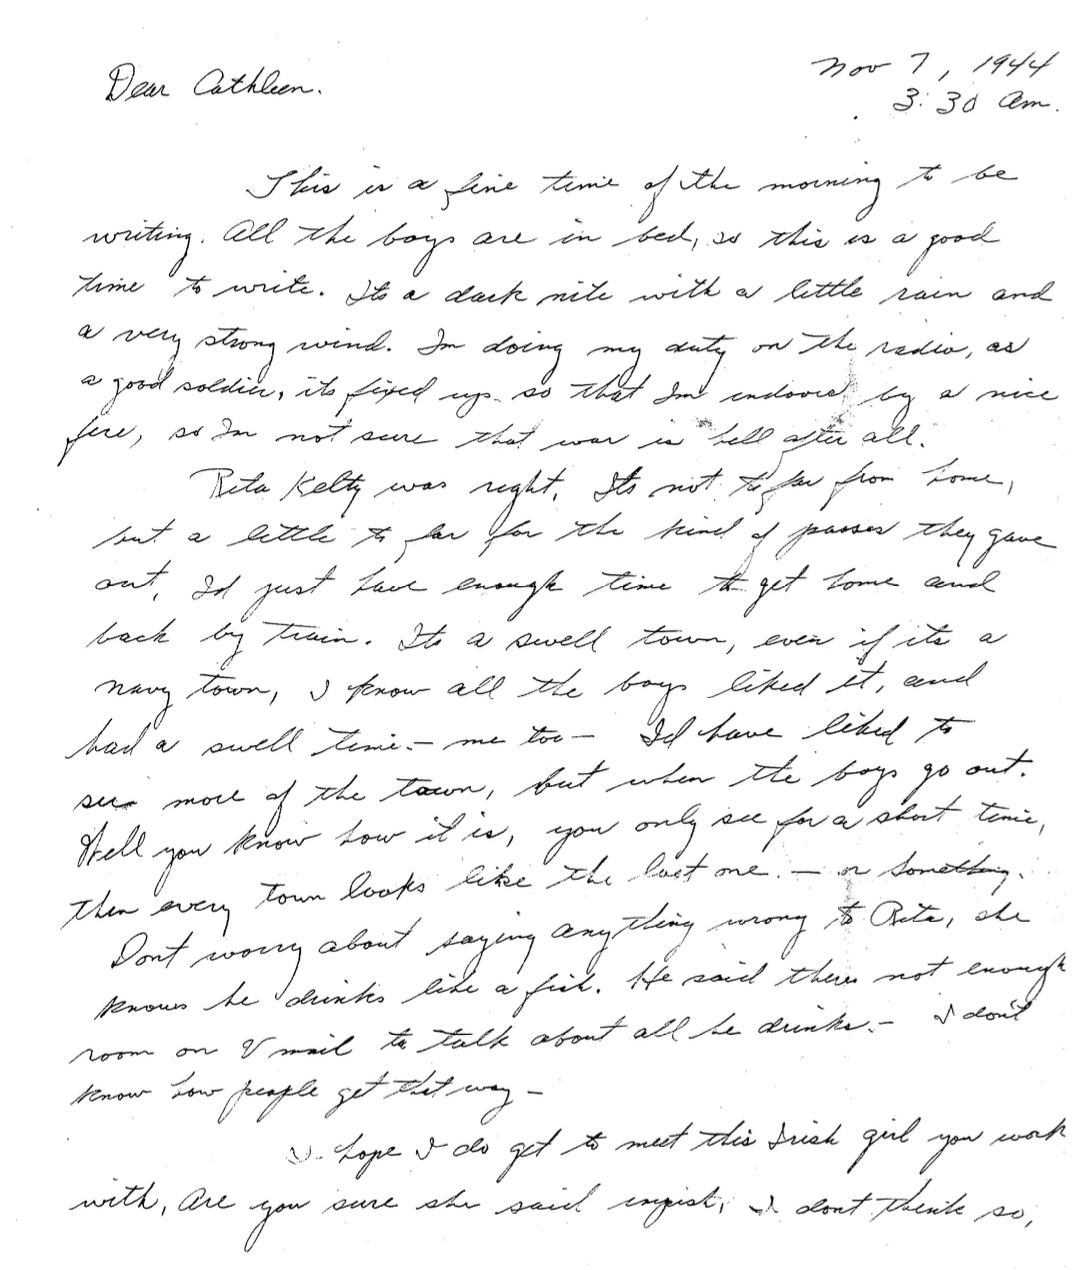 Nov 7, 1944
Dear Cathleen.
3:30 Am.
This is a fine time of the morning to be
writing. All the boys are in bed, so this is a good
time to write. Its a dark nite with a little rain and
a very strong wind. Im doing my duty on the radio, as
a good soldier, its fixed up so that Im indoors by a nice
fire, so Im not sure that war is hell after all.
Rita Kelty was right. Its not to far from home,
but a little to far for the kind of passes they gave
out, Id just have enough time to get home and
back by train. Its a swell town, even if its a
navy town, I know all the boys liked it, and
had a swell time.- me too- Id have liked to
see more of the town, but when the boys go out.
Well you know how it is, you only see for a short time,
then every town looks like the last one. - or something.
Dont worry about saying anything wrong to Rita, she
knows he drinks like a fish. He said theres not enough
room on V mail to talk about all he drinks.- I don't
know how people get that way -
I hope I do get to meet this Irish girl you work
with, Are you sure she said I dont think so,